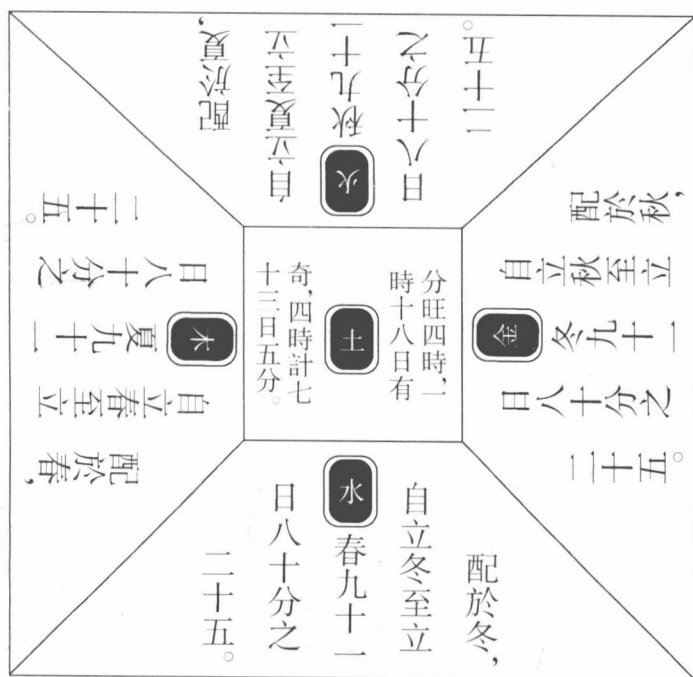 配於夏,
自立夏至立
火
秋九十一
日八十分之
二十五。
配於秋,
自立秋至立
金
冬九十一
日八十分之
二十五。
分旺四時,一
時十八日有
土
奇,四時計七
十三日五分。
配於春,
自立春至立
木
夏九十一
日八十分之
二十五。
配於冬,
自立冬至立
水
春九十一
日八十分之
二十五。